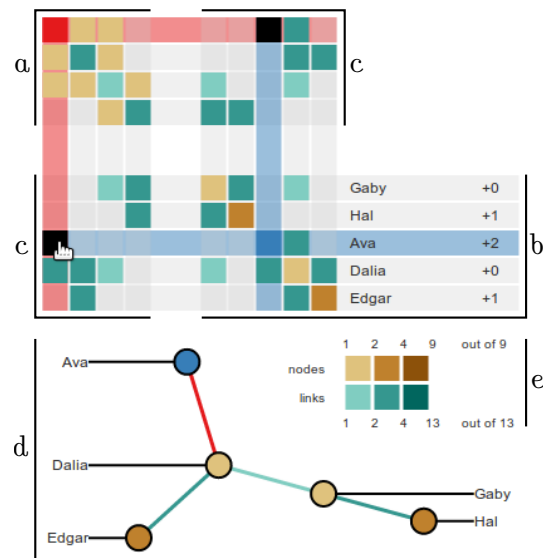 a
c
Gaby +0
Hal +1
c
Ava +2
b
Dalia +0
Edgar +1
1 2 4 9 out of 9
Ava
nodes
e
links
1 2 4 13 out of 13
d
Dalia
Gaby
Hal
Edgar